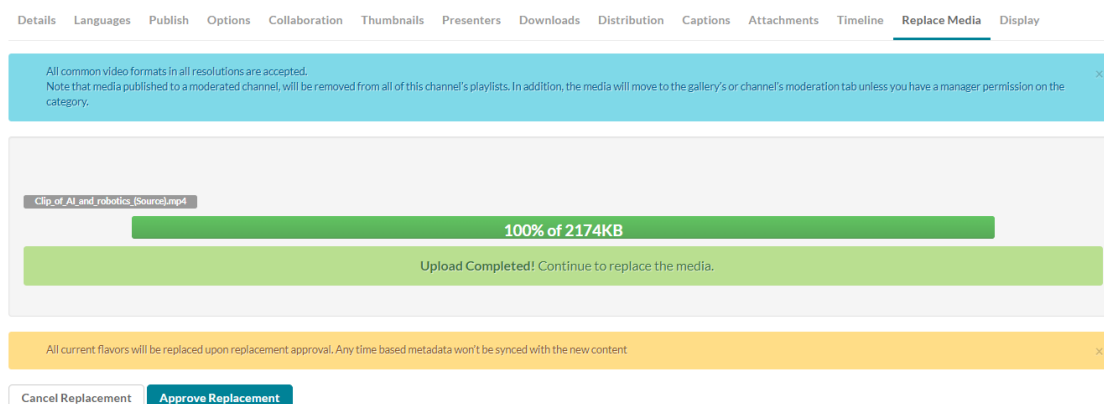 Details Languages Publish Options Collaboration Thumbnails Presenters Downloads Distribution Captions Attachments Timeline Replace Media Display
All common video formats in all resolutions are accepted.
Note that media published to a moderated channel, will be removed from all of this channel's playlists. In addition, the media will move to the gallery's or channel's moderation tab unless you have a manager permission on the
category.
Clip_of_AI_and_robotics_(Source).mp4
100% of 2174KB
Upload Completed! Continue to replace the media.
All current flavors will be replaced upon replacement approval. Any time based metadata won't be synced with the new content
Cancel Replacement Approve Replacement